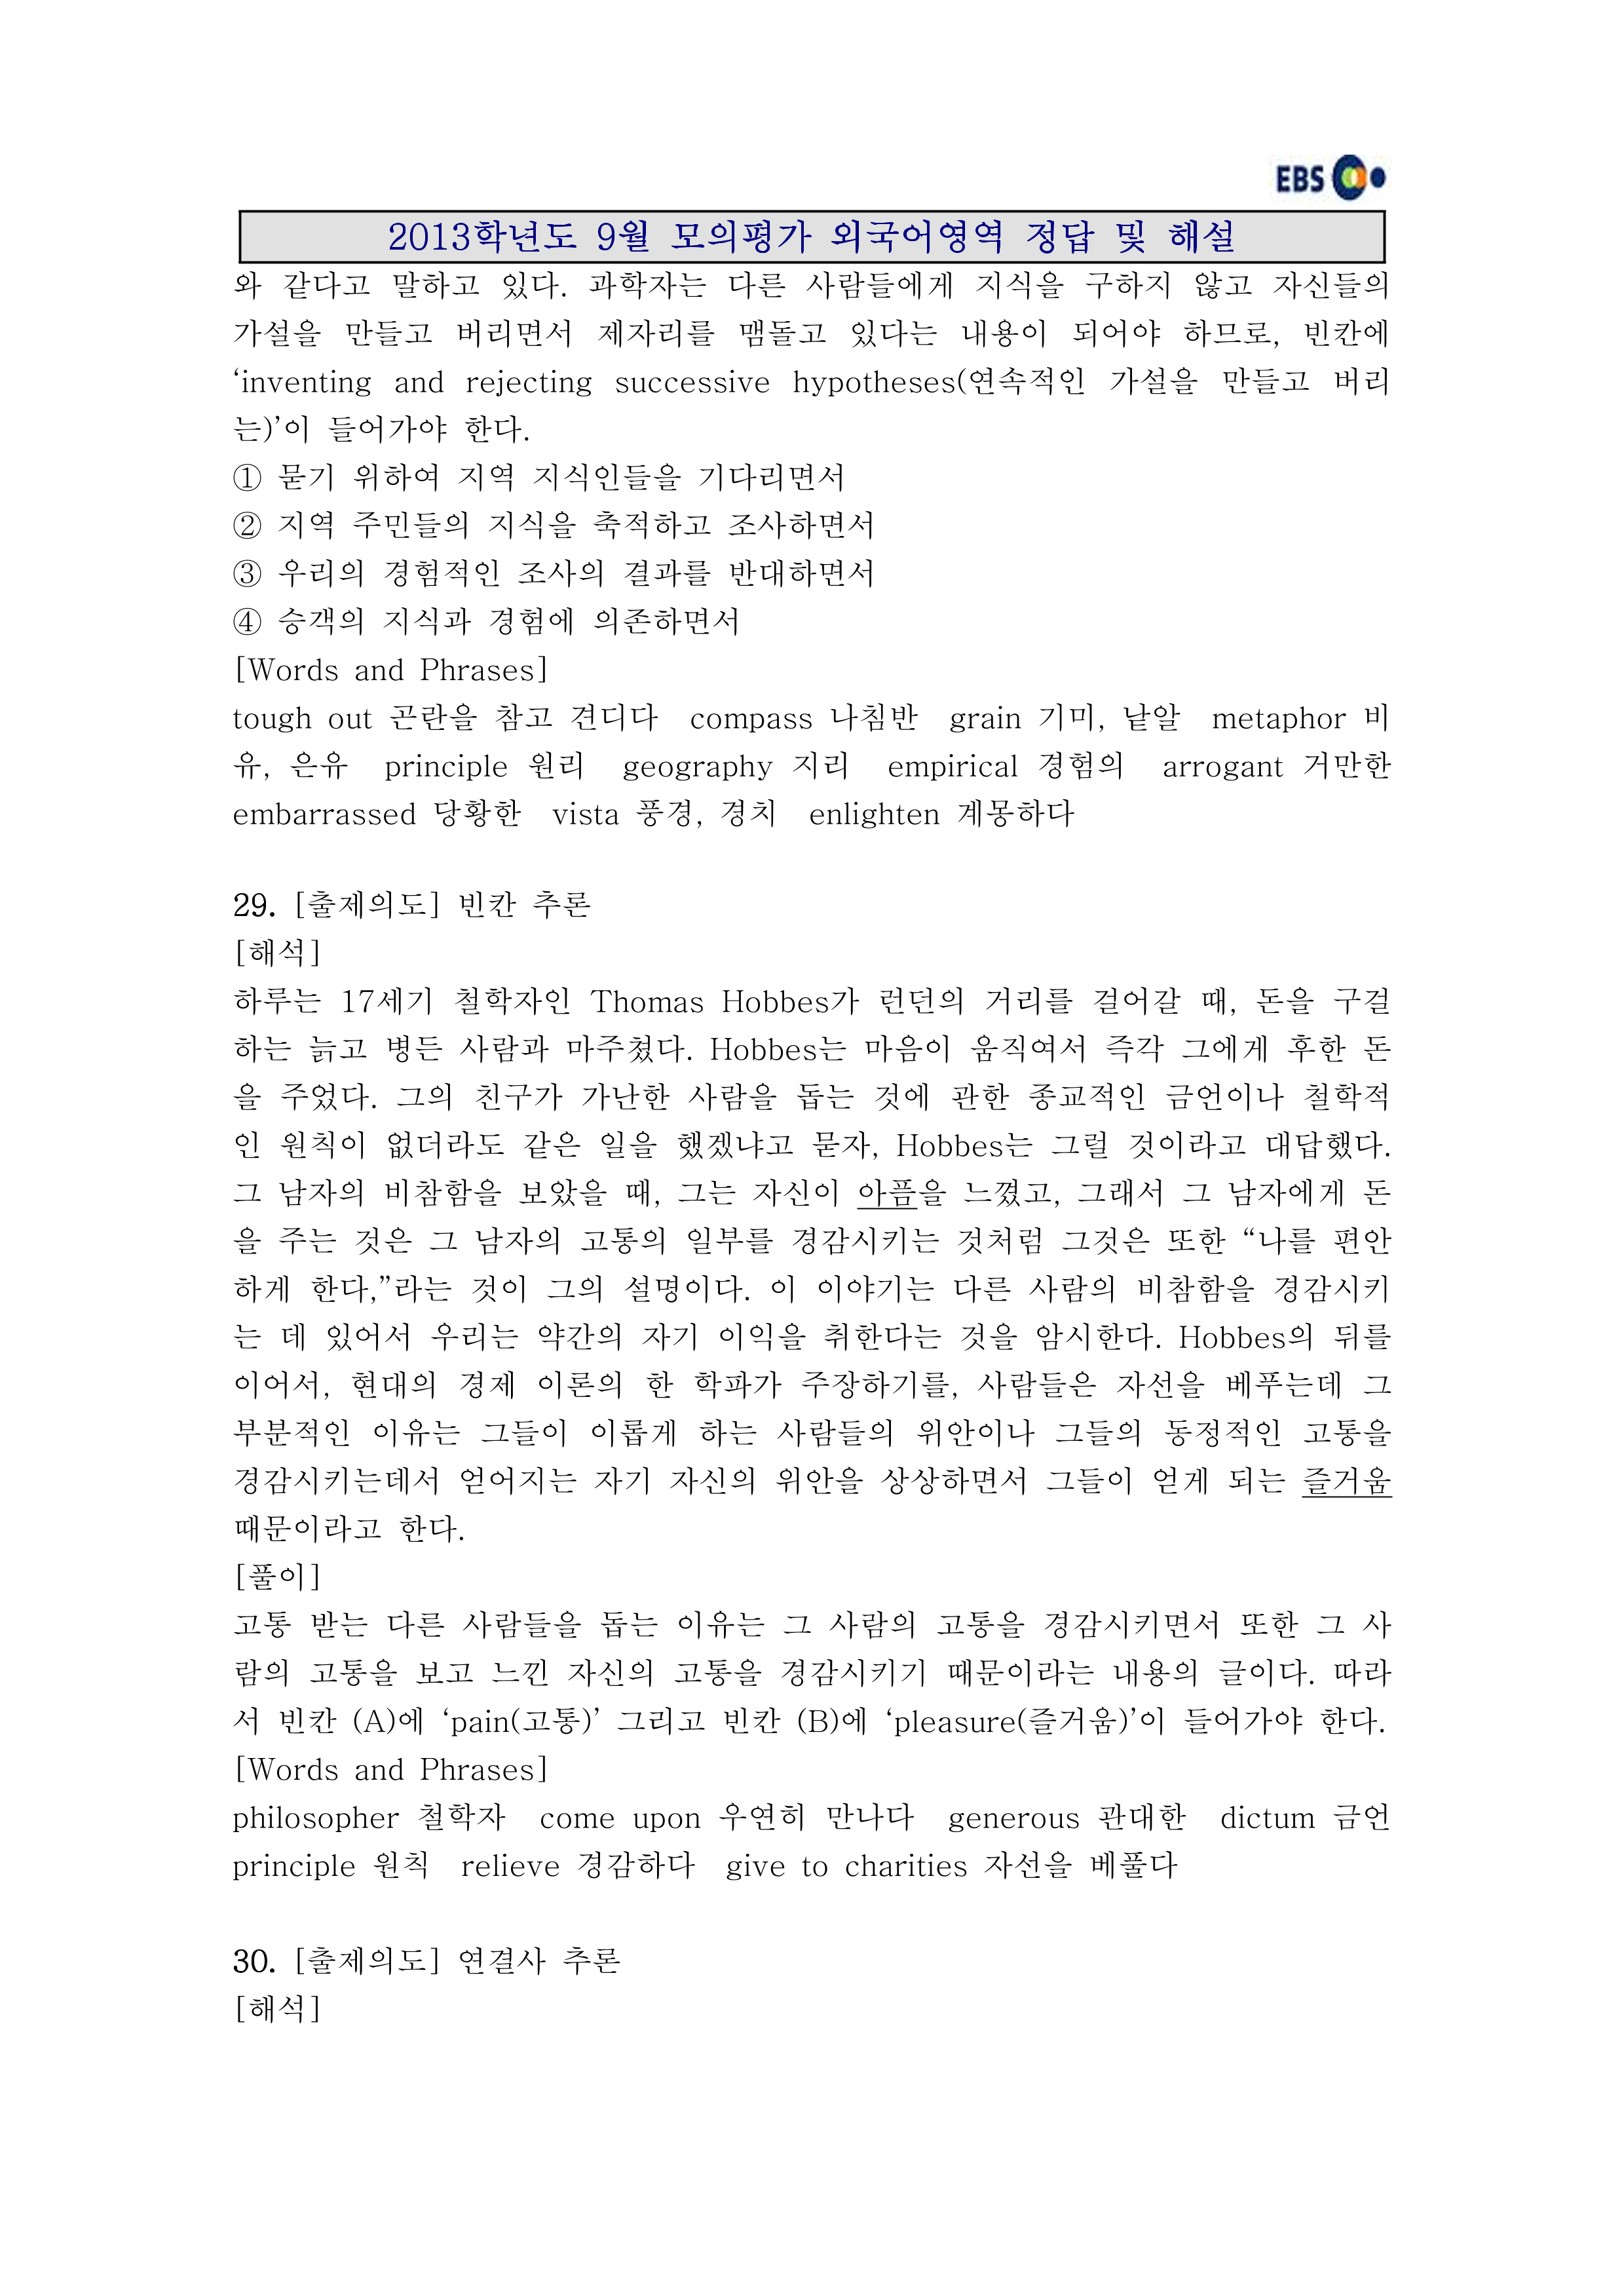 EBS
2013학년도 9월 모의평가 외국어영역 정답 및 해설
와 같다고 말하고 있다. 과학자는 다른 사람들에게 지식을 구하지 않고 자신들의
가설을 만들고 버리면서 제자리를 맴돌고 있다는 내용이 되어야 하므로, 빈칸에
‘inventing and rejecting successive hypotheses(연속적인 가설을 만들고 버리
는)’이 들어가야 한다.
① 묻기 위하여 지역 지식인들을 기다리면서
② 지역 주민들의 지식을 축적하고 조사하면서
③ 우리의 경험적인 조사의 결과를 반대하면서
④ 승객의 지식과 경험에 의존하면서
[Words and Phrases]
tough out 곤란을 참고 견디다 compass 나침반 grain 기미, 낱알 metaphor 비
유, 은유 principle 원리 geography 지리 empirical 경험의 arrogant 거만한
embarrassed 당황한 vista 풍경, 경치 enlighten 계몽하다
29. [출제의도] 빈칸 추론
[해석]
하루는 17세기 철학자인 Thomas Hobbes가 런던의 거리를 걸어갈 때, 돈을 구걸
하는 늙고 병든 사람과 마주쳤다. Hobbes는 마음이 움직여서 즉각 그에게 후한 돈
을 주었다. 그의 친구가 가난한 사람을 돕는 것에 관한 종교적인 금언이나 철학적
인 원칙이 없더라도 같은 일을 했겠냐고 묻자, Hobbes는 그럴 것이라고 대답했다.
그 남자의 비참함을 보았을 때, 그는 자신이 아픔을 느꼈고, 그래서 그 남자에게 돈
을 주는 것은 그 남자의 고통의 일부를 경감시키는 것처럼 그것은 또한 “나를 편안
하게 한다,”라는 것이 그의 설명이다. 이 이야기는 다른 사람의 비참함을 경감시키
는 데 있어서 우리는 약간의 자기 이익을 취한다는 것을 암시한다. Hobbes의 뒤를
이어서, 현대의 경제 이론의 한 학파가 주장하기를, 사람들은 자선을 베푸는데 그
부분적인 이유는 그들이 이롭게 하는 사람들의 위안이나 그들의 동정적인 고통을
경감시키는데서 얻어지는 자기 자신의 위안을 상상하면서 그들이 얻게 되는 즐거움
때문이라고 한다.
[풀이]
고통 받는 다른 사람들을 돕는 이유는 그 사람의 고통을 경감시키면서 또한 그 사
람의 고통을 보고 느낀 자신의 고통을 경감시키기 때문이라는 내용의 글이다. 따라
서 빈칸 (A)에 ‘pain(고통)’ 그리고 빈칸 (B)에 ‘pleasure(즐거움)’이 들어가야 한다.
[Words and Phrases]
philosopher 철학자 come upon 우연히 만나다 generous 관대한 dictum 금언
principle 원칙 relieve 경감하다 give to charities 자선을 베풀다
30. [출제의도] 연결사 추론
[해석]